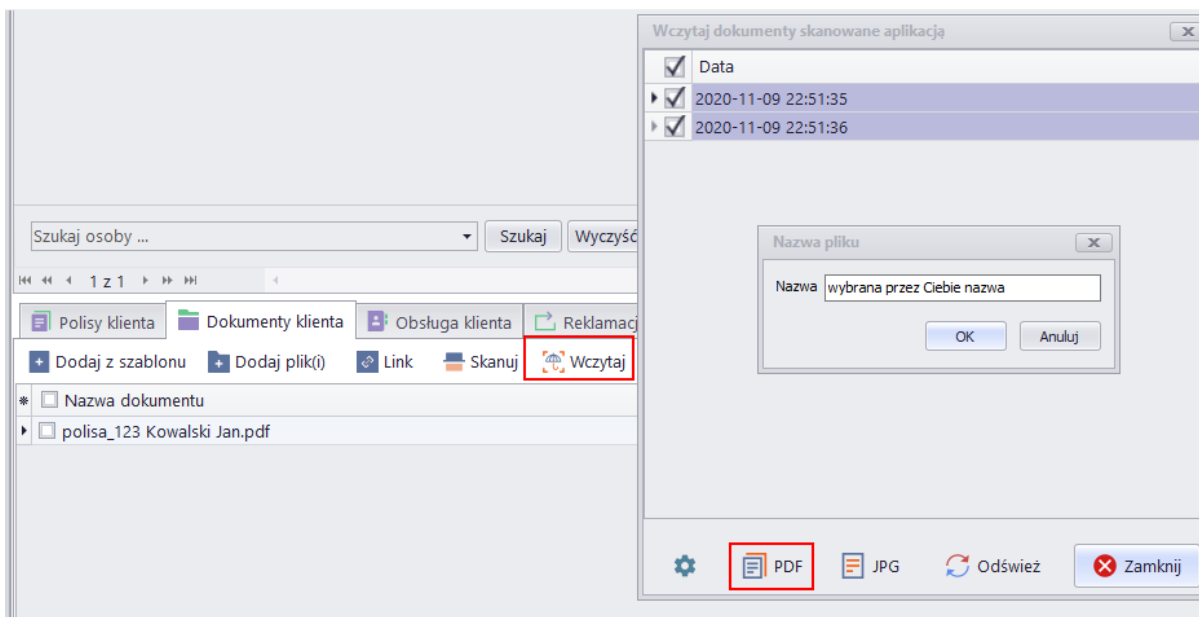 Szukaj osoby ...
Szukaj
Wyczyść
1 z 1
Polisy klienta
Dokumenty klienta
Obsługa klienta
Reklamacj
Dodaj z szablonu
Dodaj plik(i)
Link
Skanuj
Wczytaj
Nazwa dokumentu
polisa_123 Kowalski Jan.pdf
Wczytaj dokumenty skanowane aplikacją
Data
2020-11-09 22:51:35
2020-11-09 22:51:36
Nazwa pliku
Nazwa
wybrana przez Ciebie nazwa
OK
Anuluj
PDF
JPG
Odśwież
Zamknij